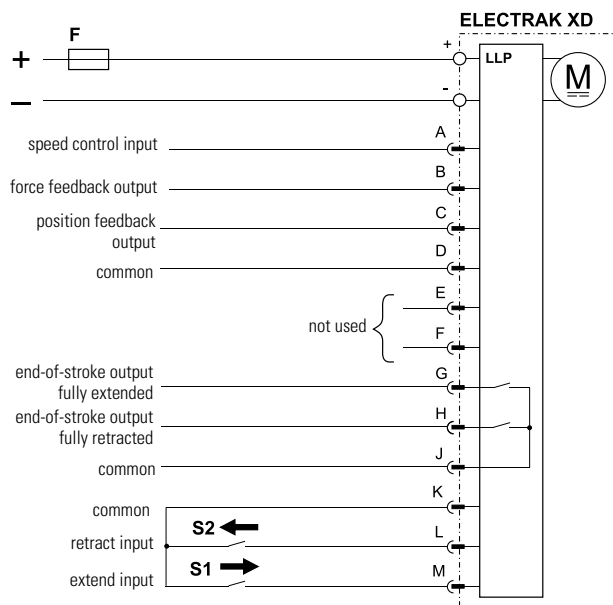 ELECTRAK XD
F
+
LLP
+
M
–
-
A
speed control input
B
force feedback output
C
position feedback
output
D
common
E
not used
F
G
end-of-stroke output
fully extended
H
end-of-stroke output
fully retracted
J
common
K
common
S2
L
retract input
S1
M
extend input